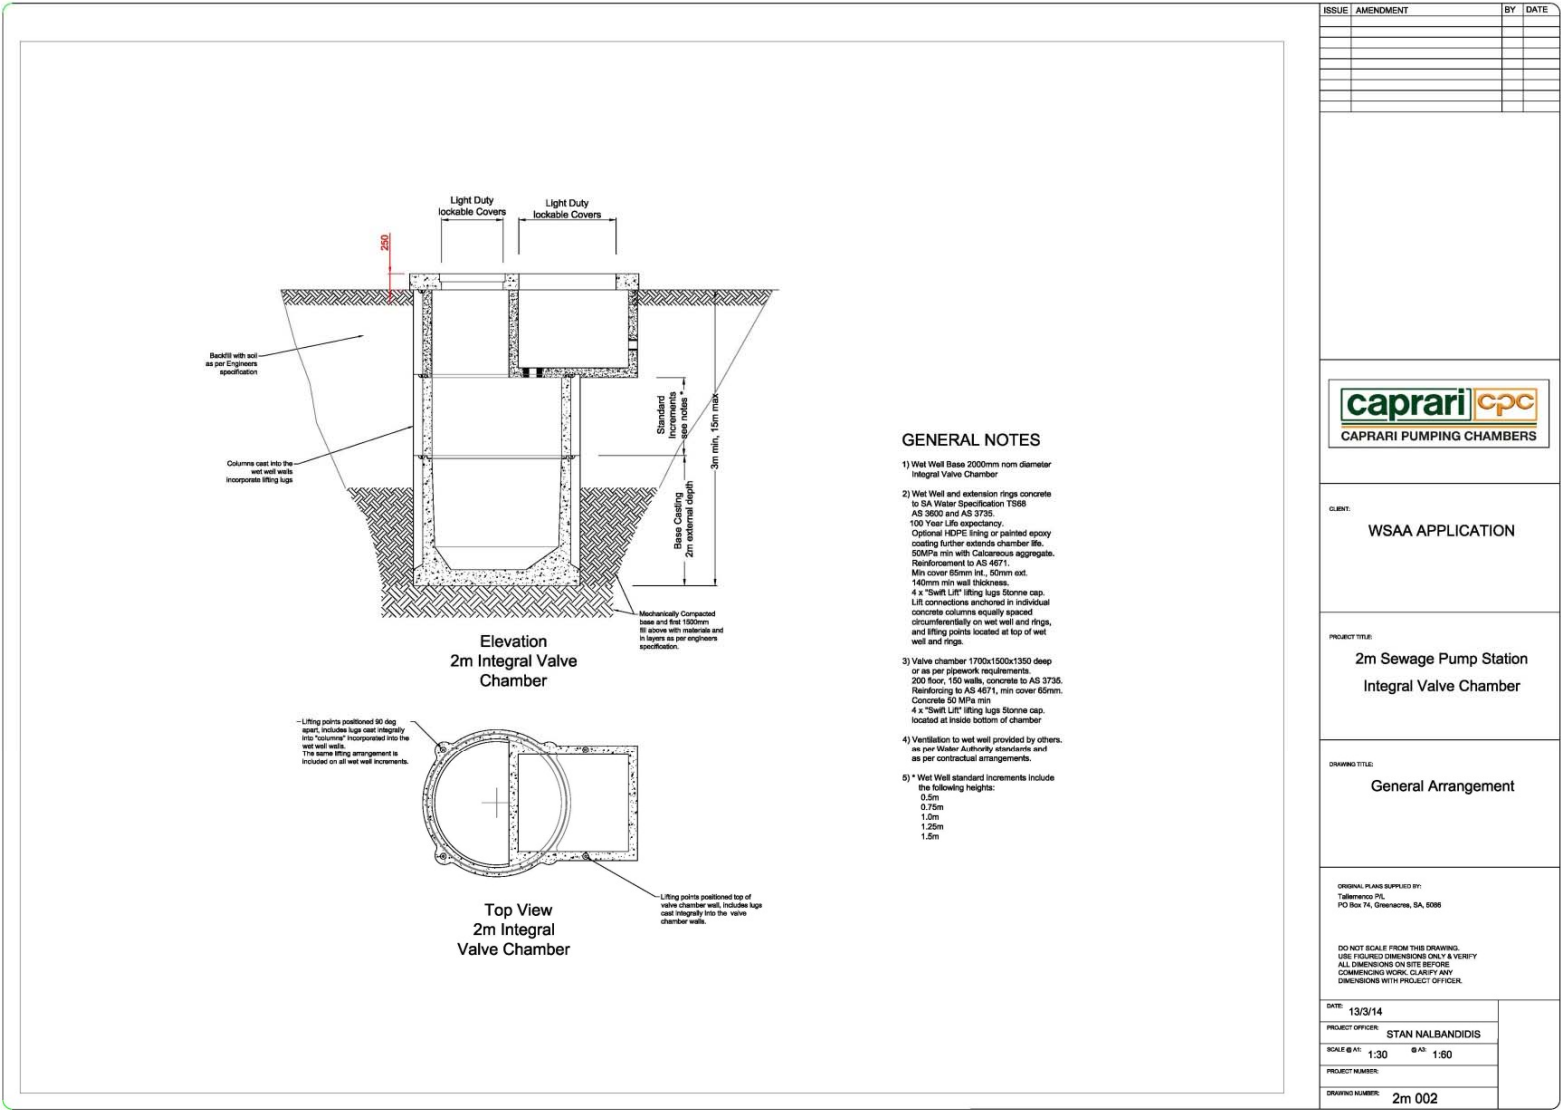 ISSUE AMENDMENT BY DATE
Light Duty
lockable Covers
Light Duty
lockable Covers
250
Backfill with soil
as per Engineers
specification
Columns cast into the
wet well walls
incorporate lifting lugs
Standard
Increments
see notes *
3m min, 15m max
Base Casting
2m external depth
Mechanically Compacted
base and first 1500mm
fill above with materials and
in layers as per engineers
specification.
Elevation
2m Integral Valve
Chamber
Lifting points positioned 90 deg
apart, includes lugs cast integrally
into "columns" incorporated into the
wet well walls.
The same lifting arrangement is
included on all wet well increments.
Lifting points positioned top of
valve chamber wall, includes lugs
cast integrally into the valve
chamber walls.
Top View
2m Integral
Valve Chamber
GENERAL NOTES
1) Wet Well Base 2000mm nom diameter
Integral Valve Chamber
2) Wet Well and extension rings concrete
to SA Water Specification TS68
AS 3600 and AS 3735.
100 Year Life expectancy.
Optional HDPE lining or painted epoxy
coating further extends chamber life.
50MPa min with Calcareous aggregate.
Reinforcement to AS 4671.
Min cover 65mm int., 50mm ext.
140mm min wall thickness.
4 x "Swift Lift" lifting lugs 5tonne cap.
Lift connections anchored in individual
concrete columns equally spaced
circumferentially on wet well and rings,
and lifting points located at top of wet
well and rings.
3) Valve chamber 1700x1500x1350 deep
or as per pipework requirements.
200 floor, 150 walls, concrete to AS 3735.
Reinforcing to AS 4671, min cover 65mm.
Concrete 50 MPa min
4 x "Swift Lift" lifting lugs 5tonne cap.
located at inside bottom of chamber
4) Ventilation to wet well provided by others.
as per Water Authority standards and
as per contractual arrangements.
5) * Wet Well standard increments include
the following heights:
0.5m
0.75m
1.0m
1.25m
1.5m
caprari cpc
CAPRARI PUMPING CHAMBERS
CLIENT:
WSAA APPLICATION
PROJECT TITLE:
2m Sewage Pump Station
Integral Valve Chamber
DRAWING TITLE:
General Arrangement
ORIGINAL PLANS SUPPLIED BY:
Tallemenco P/L
PO Box 74, Greenacres, SA, 5086
DO NOT SCALE FROM THIS DRAWING.
USE FIGURED DIMENSIONS ONLY & VERIFY
ALL DIMENSIONS ON SITE BEFORE
COMMENCING WORK. CLARIFY ANY
DIMENSIONS WITH PROJECT OFFICER.
DATE: 13/3/14
PROJECT OFFICER: STAN NALBANDIDIS
SCALE @ A1: 1:30 @ A3: 1:60
PROJECT NUMBER:
DRAWING NUMBER: 2m 002